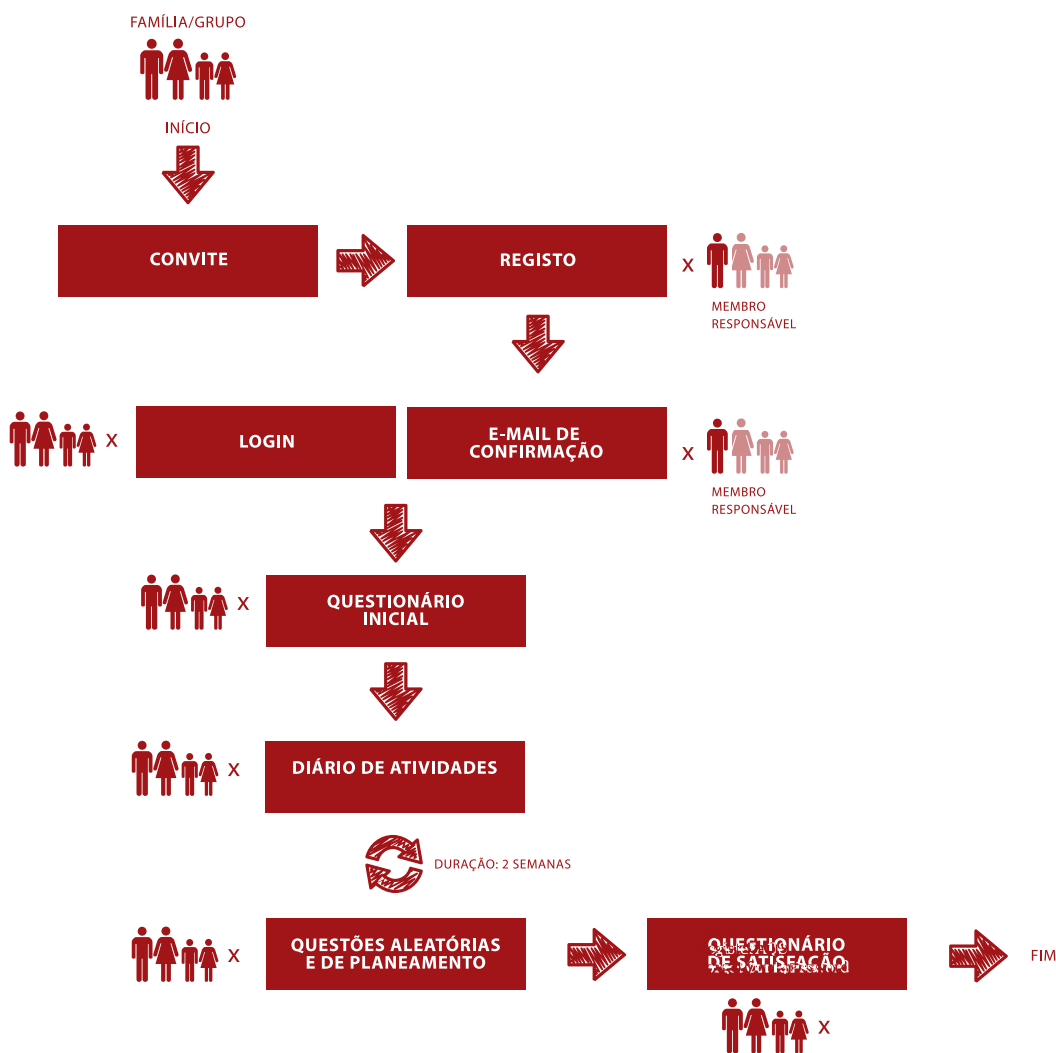 FAMÍLIA/GRUPO
INÍCIO
CONVITE
REGISTO
X
MEMBRO
RESPONSÁVEL
X
LOGIN
E-MAIL DE
CONFIRMAÇÃO
X
MEMBRO
RESPONSÁVEL
X
QUESTIONÁRIO
INICIAL
X
DIÁRIO DE ATIVIDADES
DURAÇÃO: 2 SEMANAS
X
QUESTÕES ALEATÓRIAS
E DE PLANEAMENTO
QUESTIONÁRIO
DE SATISFAÇÃO
FIM
X